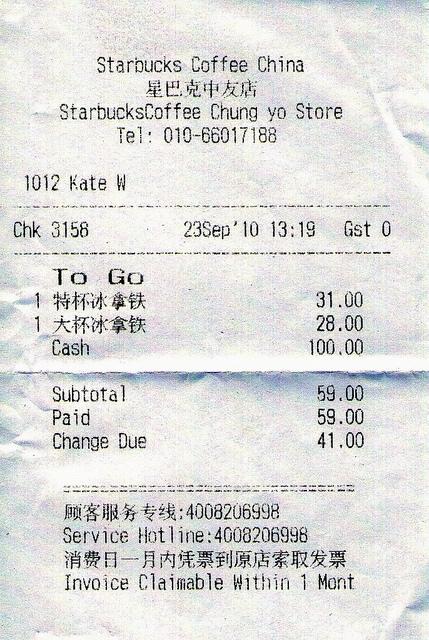 Starbucks Coffee China
星巴克中友店
StarbucksCoffee Chung yo Store
Tel: 010-66017188
1012 Kate W
Chk 3158 23Sep'10 13:19 Gst 0
To Go
1 特杯冰拿铁 31.00
1 大杯冰拿铁 28.00
Cash 100.00
Subtotal 59.00
Paid 59.00
Change Due 41.00
顾客服务专线:4008206998
Service Hotline:4008206998
消费日一月内凭票到原店索取发票
Invoice Claimable Within 1 Mont